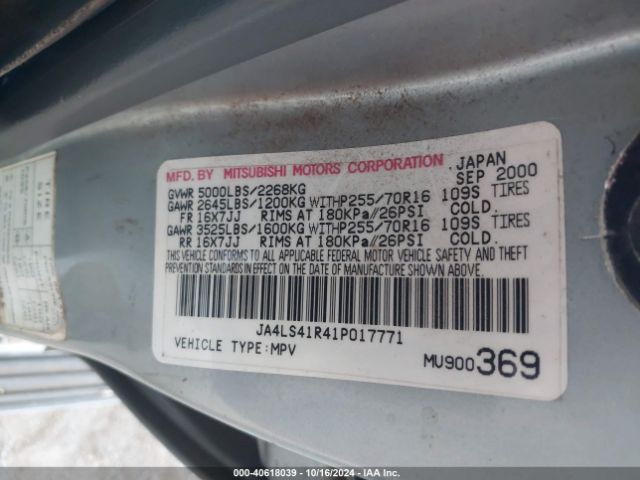 MFD. BY MITSUBISHI MOTORS CORPORATION JAPAN
GVWR 5000LBS/2268KG SEP 2000
GAWR 2645LBS/1200KG WITHP255/70R16 109S TIRES
FR 16X7JJ RIMS AT 180KPa//26PSI COLD.
GAWR 3525LBS/1600KG WITHP255/70R16 109S TIRES
RR 16X7JJ RIMS AT 180KPa//26PSI COLD.
THIS VEHICLE CONFORMS TO ALL APPLICABLE FEDERAL MOTOR VEHICLE SAFETY AND THEFT
PREVENTION STANDARDS IN EFFECT ON THE DATE OF MANUFACTURE SHOWN ABOVE.
JA4LS41R41P017771
VEHICLE TYPE:MPV
MU900369
000-40618039 - 10/16/2024 - IAA Inc.